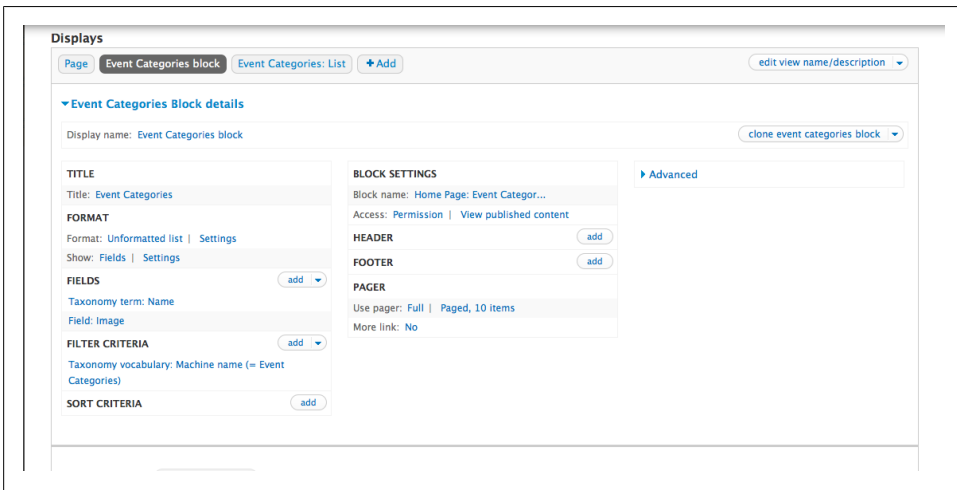 Displays
Page Event Categories block Event Categories: List + Add edit view name/description
Event Categories Block details
Display name: Event Categories block clone event categories block
TITLE
Title: Event Categories
FORMAT
Format: Unformatted list | Settings
Show: Fields | Settings
FIELDS add
Taxonomy term: Name
Field: Image
FILTER CRITERIA add
Taxonomy vocabulary: Machine name (= Event
Categories)
SORT CRITERIA add
BLOCK SETTINGS
Block name: Home Page: Event Categor...
Access: Permission | View published content
HEADER add
FOOTER add
PAGER
Use pager: Full | Paged, 10 items
More link: No
Advanced